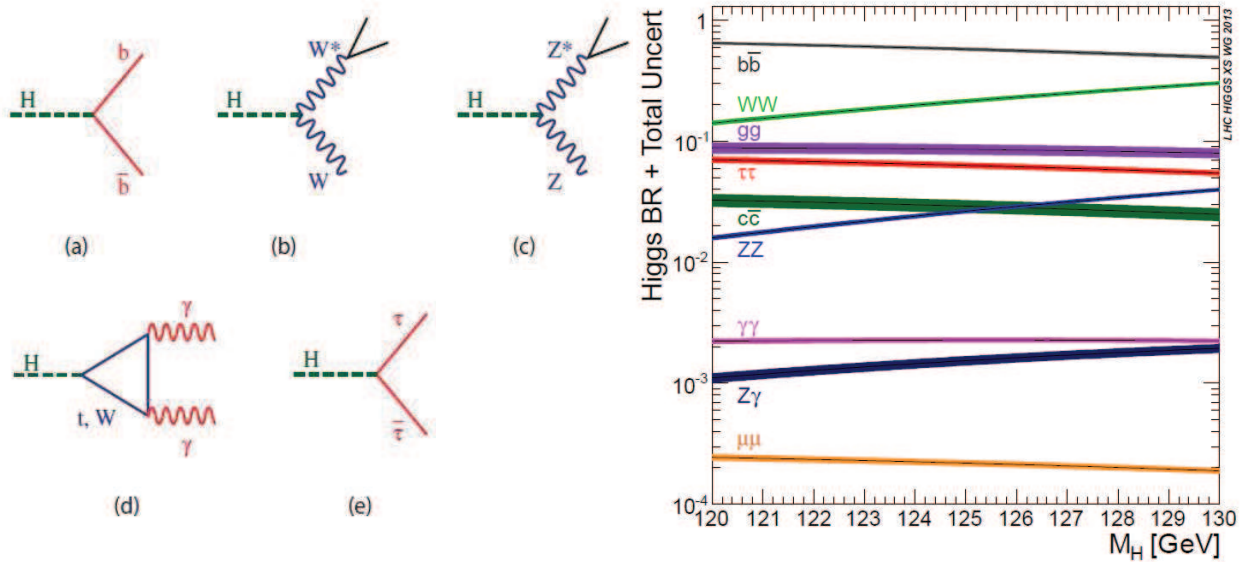 b
H
b̄
(a)
W*
H
W
(b)
Z*
H
Z
(c)
γ
H
t, W
γ
(d)
τ
H
τ̄
(e)
Higgs BR + Total Uncert
1
10⁻¹
10⁻²
10⁻³
10⁻⁴
bb̄
WW
gg
ττ
cc̄
ZZ
γγ
Zγ
μμ
120 121 122 123 124 125 126 127 128 129 130
M_H [GeV]
LHC HIGGS XS WG 2013